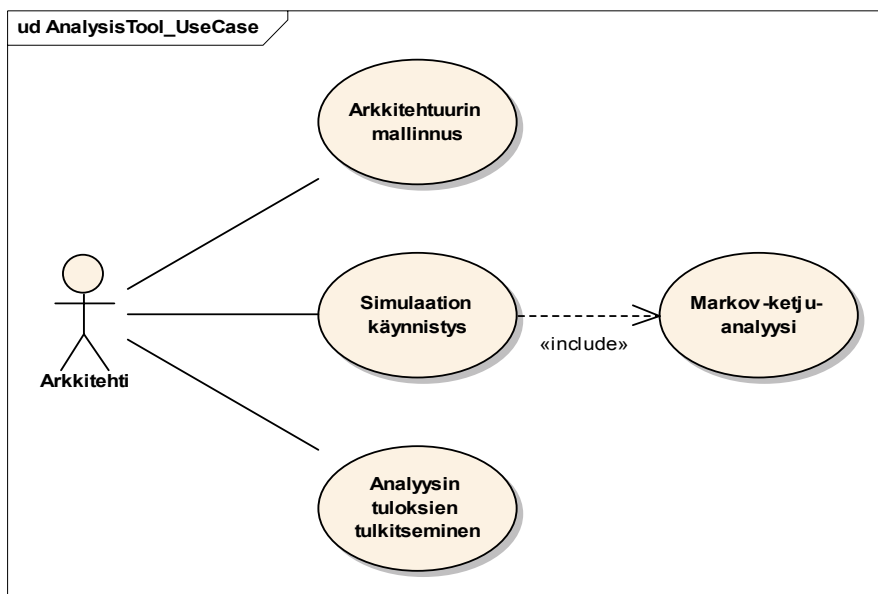 ud AnalysisTool_UseCase
Arkkitehtuurin
mallinnus
Simulaation
käynnistys
Markov-ketju-
analyysi
«include»
Arkkitehti
Analyysin
tuloksien
tulkitseminen